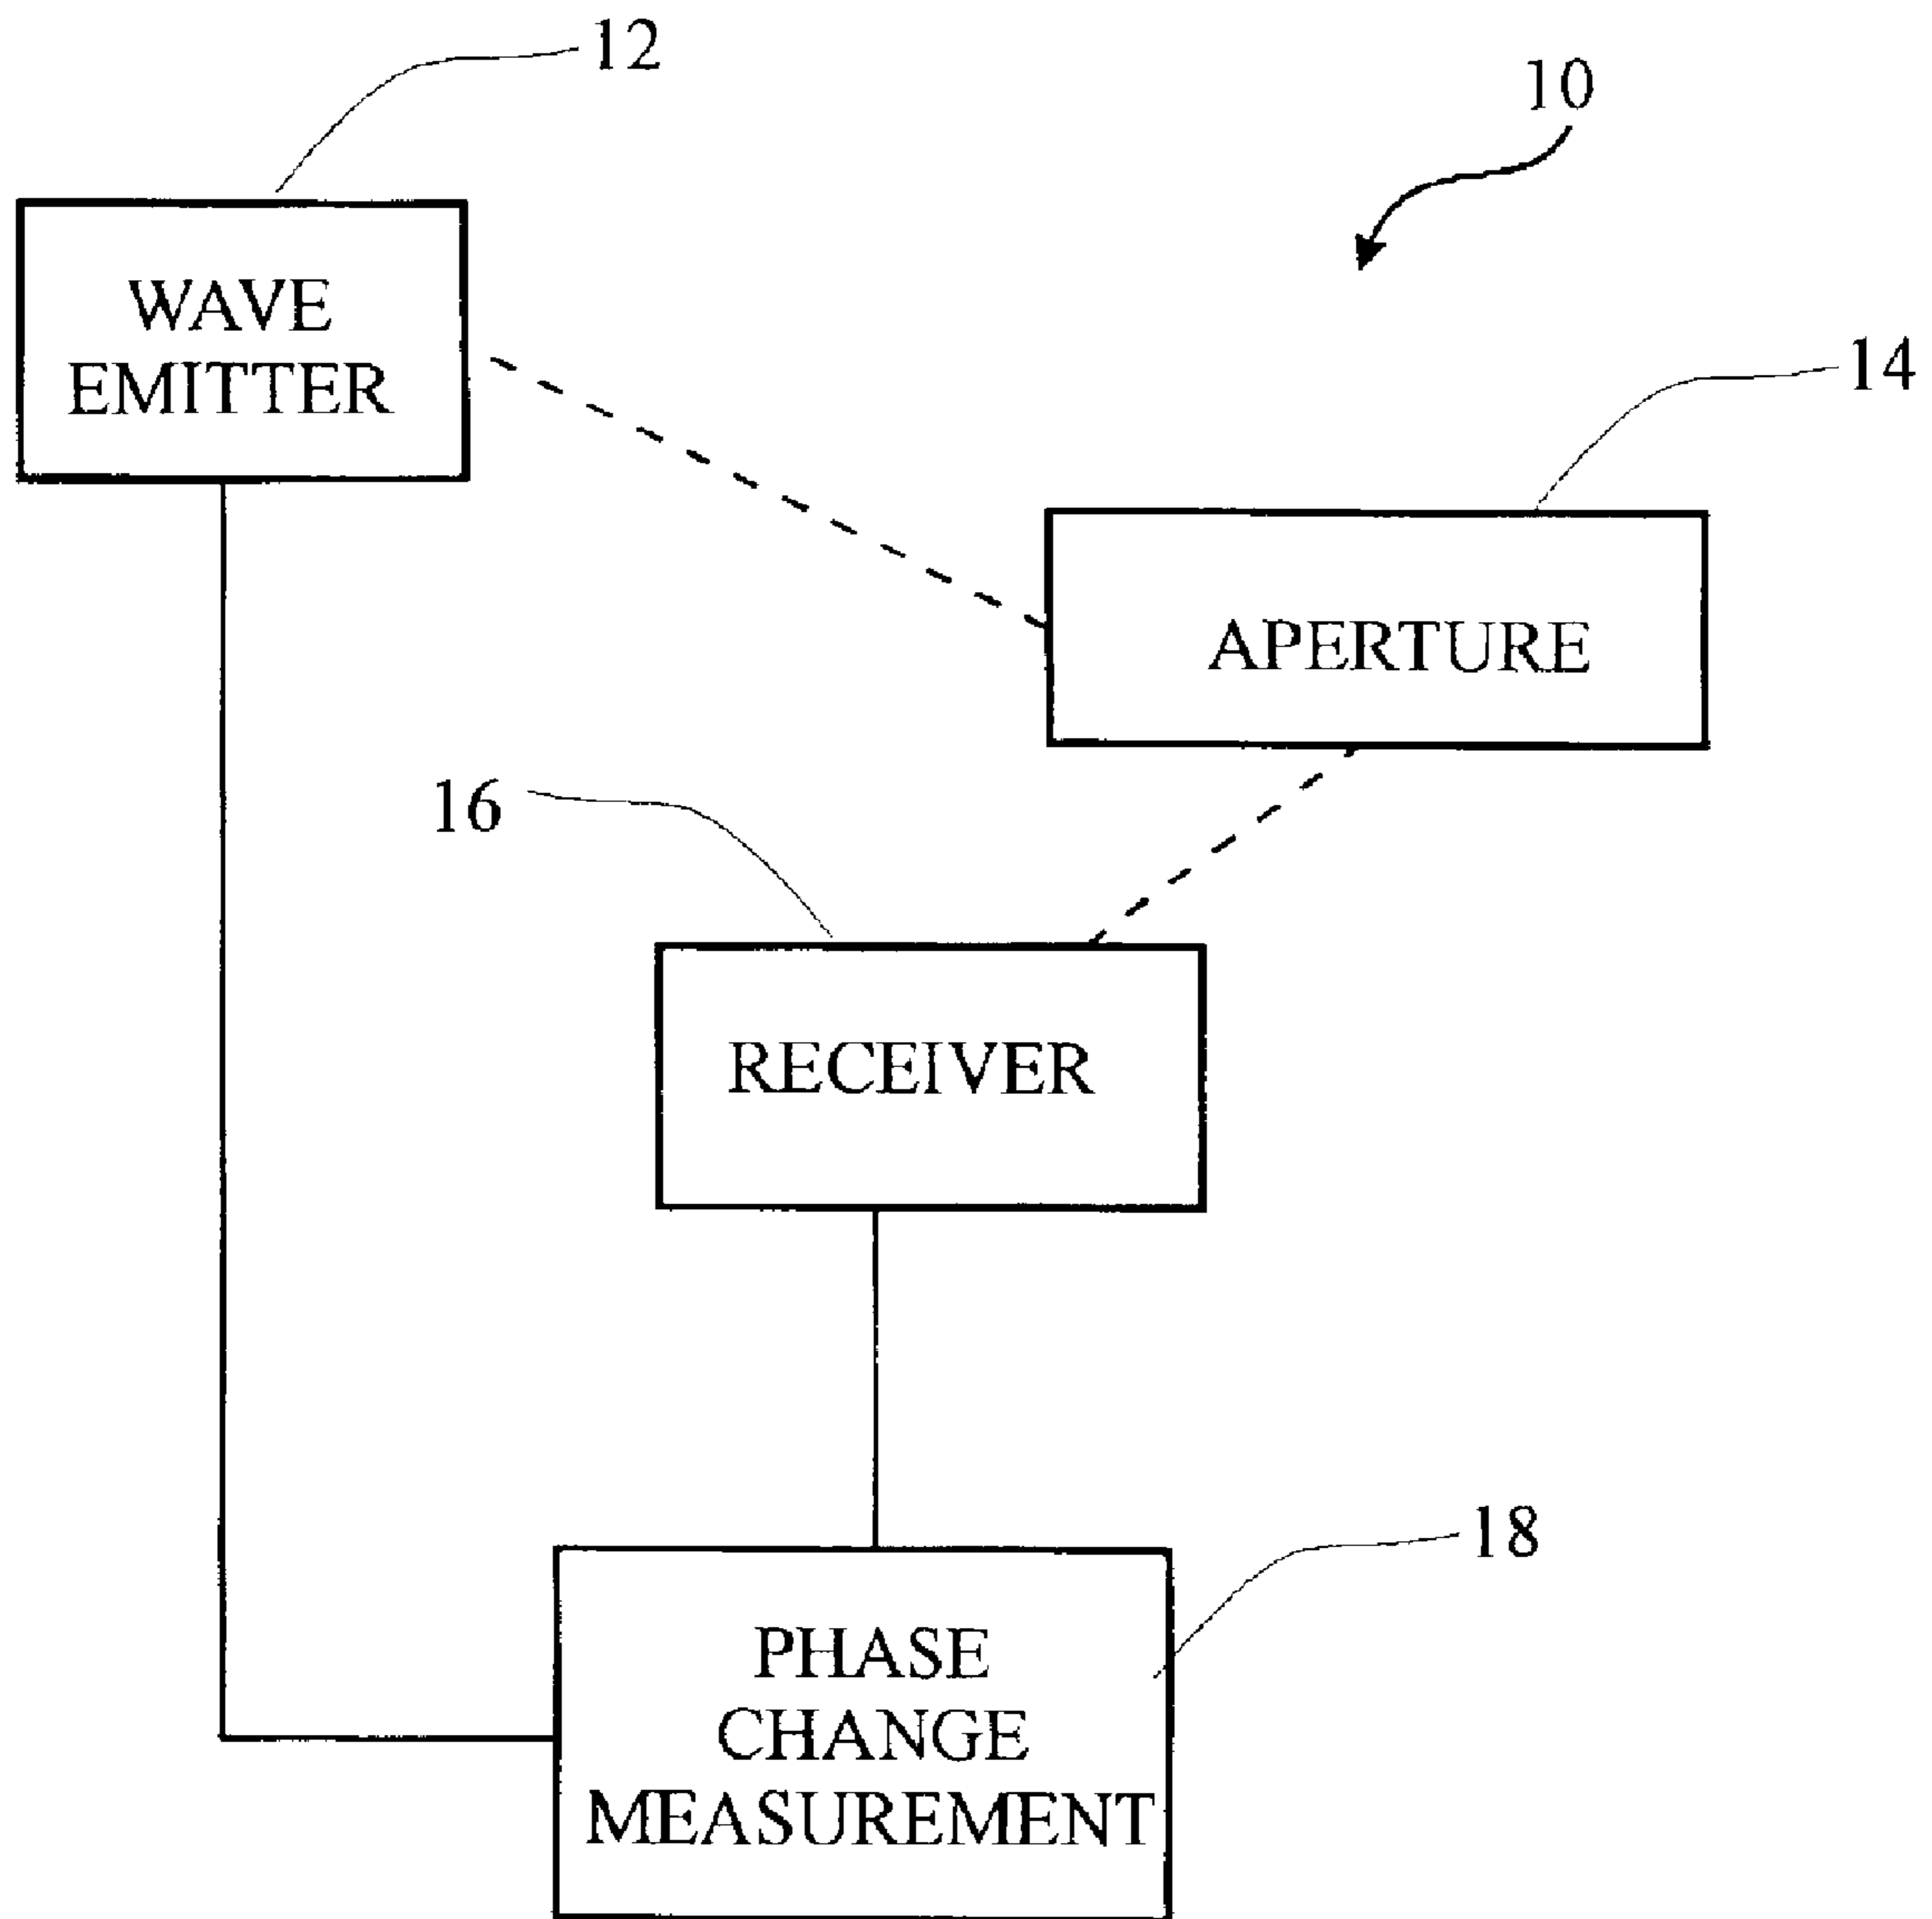 12
10
WAVE
EMITTER
14
APERTURE
16
RECEIVER
18
PHASE
CHANGE
MEASUREMENT